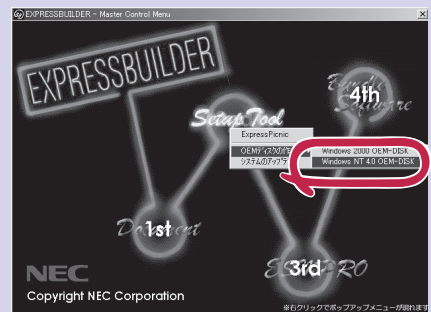 EXPRESSBUILDER - Master Control Menu
EXPRESSBUILDER
4th
Software
Setup Tool
ExpressPicnic
OEMディスクの作
Windows 2000 OEM-DISK
システムのアップデ
Windows NT 4.0 OEM-DISK
1st
3rd
NEC
Copyright NEC Corporation
※右クリックでポップアップメニューが現れます